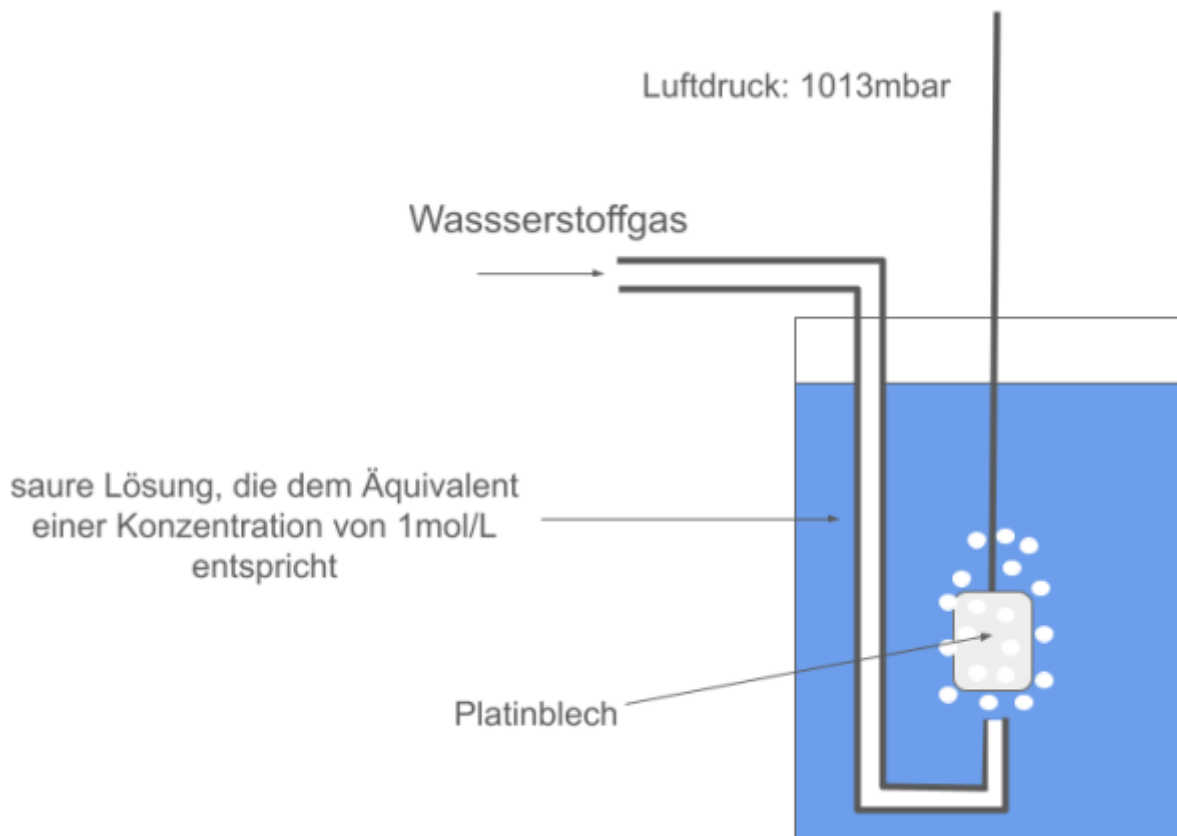 Luftdruck: 1013mbar
Wassserstoffgas
saure Lösung, die dem Äquivalent
einer Konzentration von 1mol/L
entspricht
Platinblech